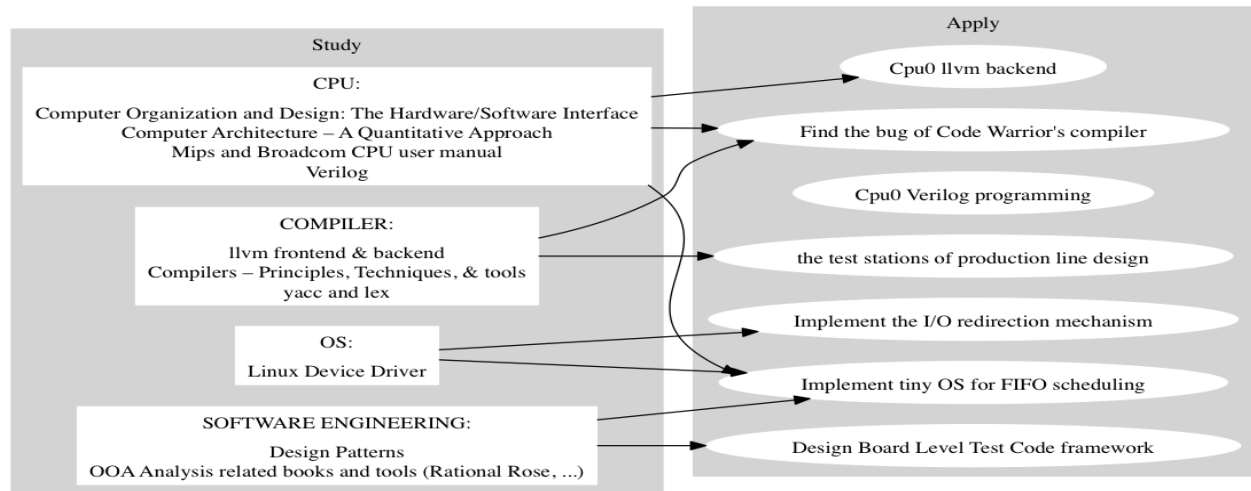 Study
CPU:
Computer Organization and Design: The Hardware/Software Interface
Computer Architecture – A Quantitative Approach
Mips and Broadcom CPU user manual
Verilog
COMPILER:
llvm frontend & backend
Compilers – Principles, Techniques, & tools
yacc and lex
OS:
Linux Device Driver
SOFTWARE ENGINEERING:
Design Patterns
OOA Analysis related books and tools (Rational Rose, ...)
Apply
Cpu0 llvm backend
Find the bug of Code Warrior's compiler
Cpu0 Verilog programming
the test stations of production line design
Implement the I/O redirection mechanism
Implement tiny OS for FIFO scheduling
Design Board Level Test Code framework